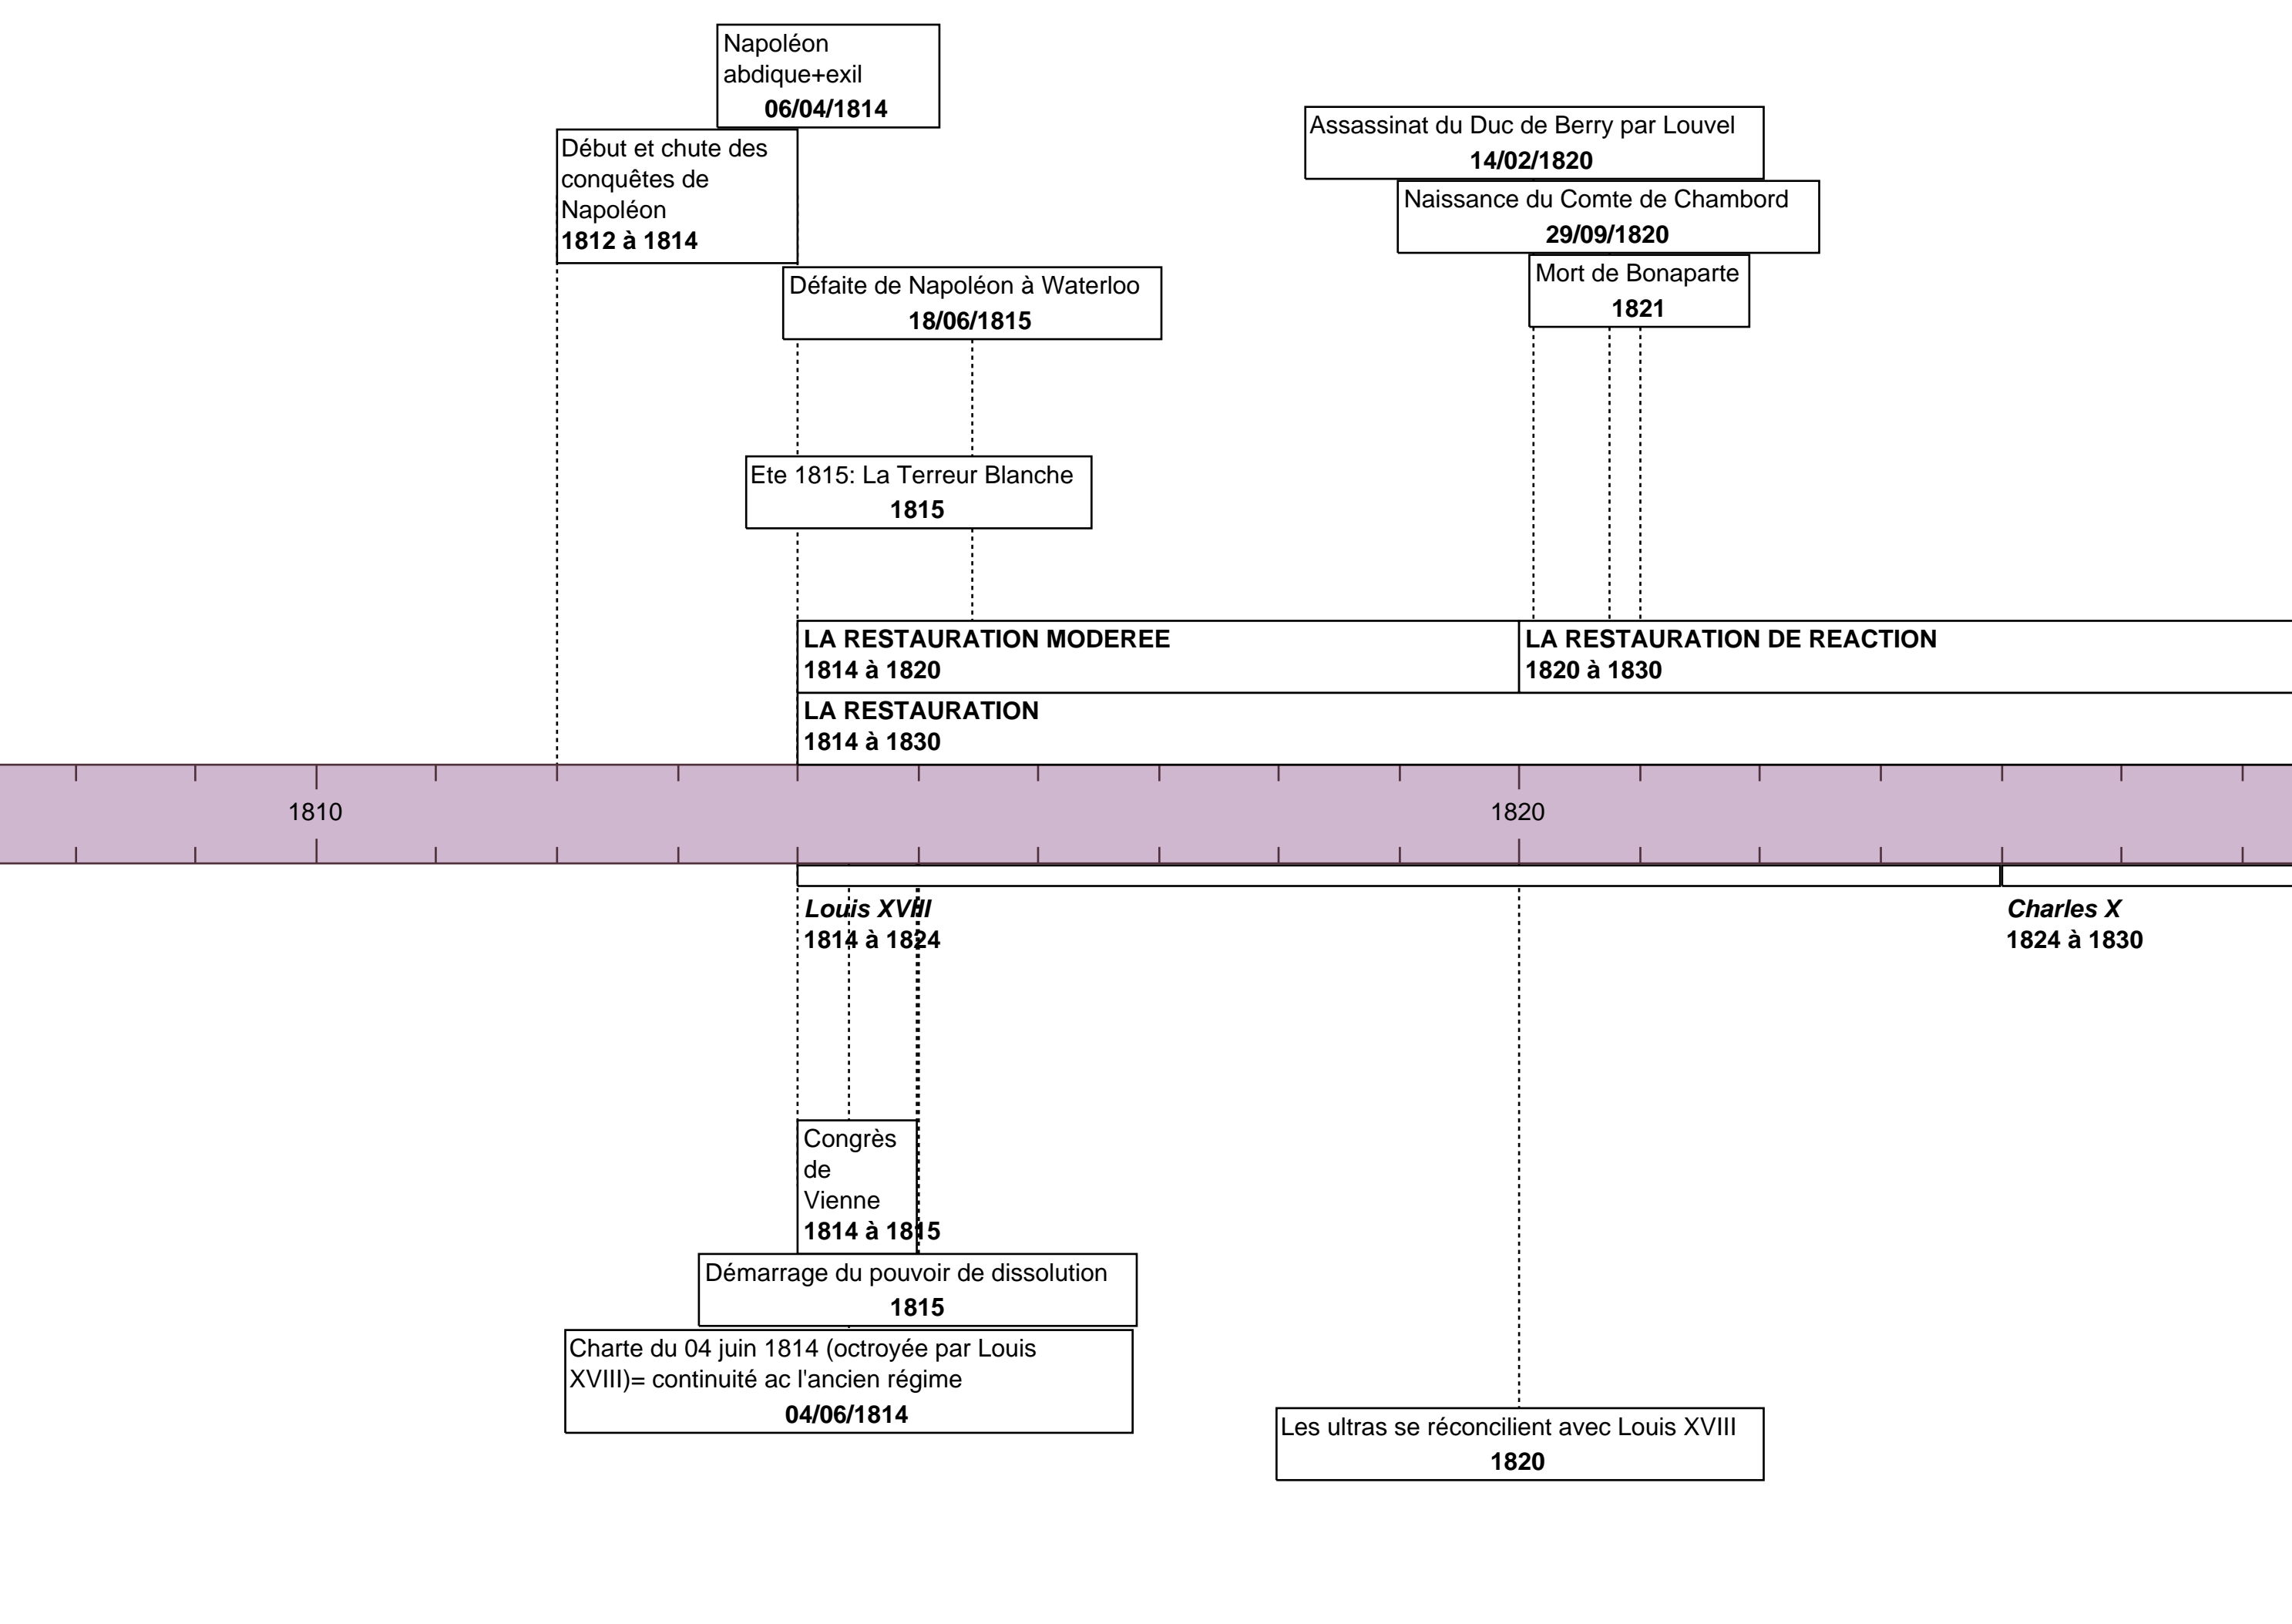 Napoléon
abdique+exil
06/04/1814
Début et chute des
conquêtes de
Napoléon
1812 à 1814
Défaite de Napoléon à Waterloo
18/06/1815
Assassinat du Duc de Berry par Louvel
14/02/1820
Naissance du Comte de Chambord
29/09/1820
Mort de Bonaparte
1821
Ete 1815: La Terreur Blanche
1815
LA RESTAURATION MODEREE
1814 à 1820
LA RESTAURATION DE REACTION
1820 à 1830
LA RESTAURATION
1814 à 1830
1810
1820
Louis XVIII
1814 à 1824
Charles X
1824 à 1830
Congrès
de
Vienne
1814 à 1815
Démarrage du pouvoir de dissolution
1815
Charte du 04 juin 1814 (octroyée par Louis
XVIII)= continuité ac l'ancien régime
04/06/1814
Les ultras se réconcilient avec Louis XVIII
1820